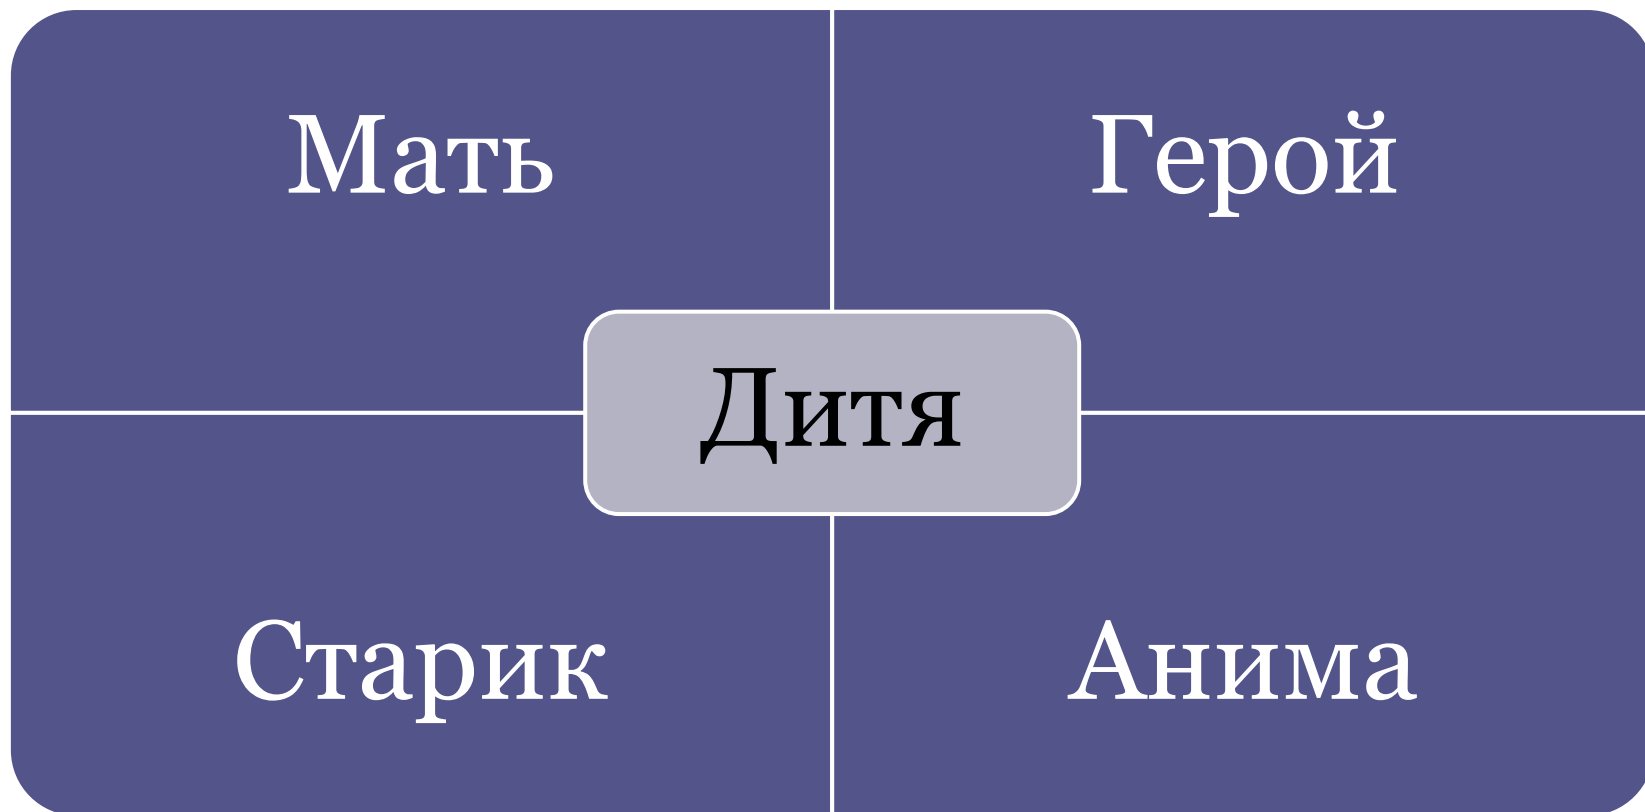 Мать
Герой
Дитя
Старик
Анима